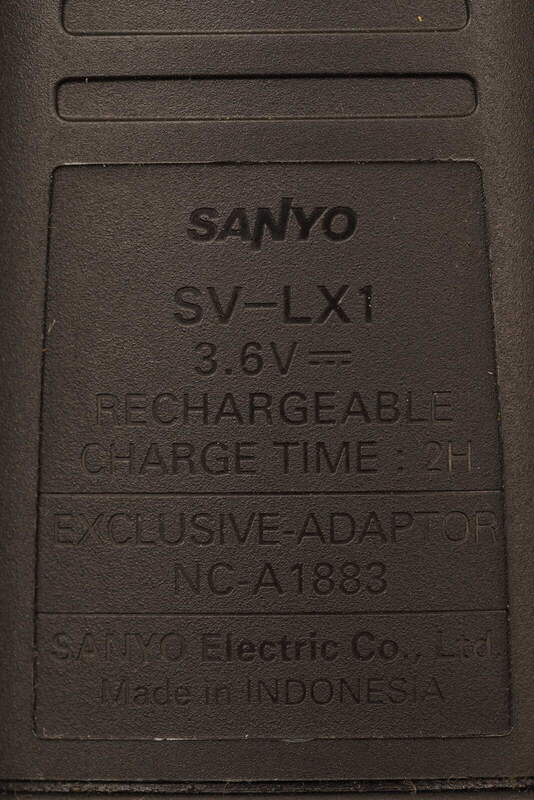 SANYO
SV-LX1
3.6V⎓
RECHARGEABLE
CHARGE TIME : 2H
EXCLUSIVE-ADAPTOR
NC-A1883
SANYO Electric Co., Ltd.
Made in INDONESIA